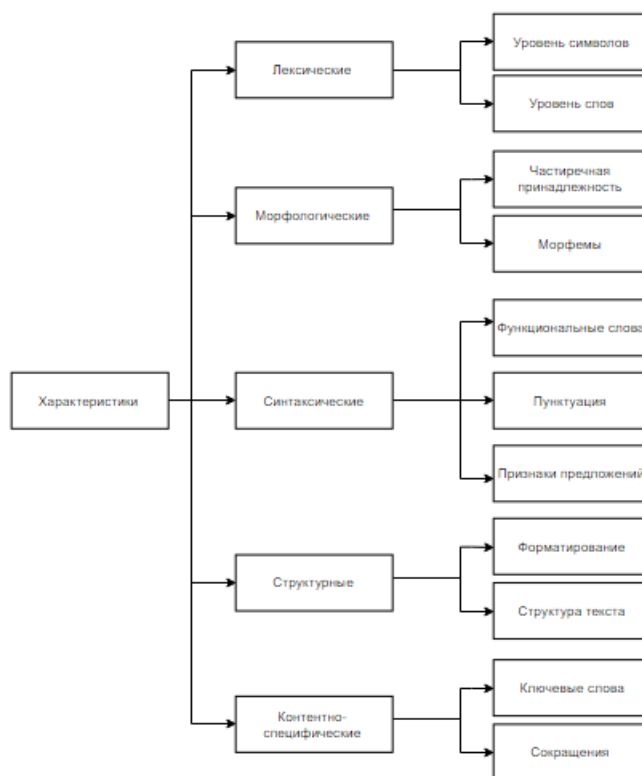 Характеристики
Лексические
Уровень символов
Уровень слов
Морфологические
Частиречная
принадлежность
Морфемы
Синтаксические
Функциональные слова
Пунктуация
Признаки предложений
Структурные
Форматирование
Структура текста
Контентно-
специфические
Ключевые слова
Сокращения